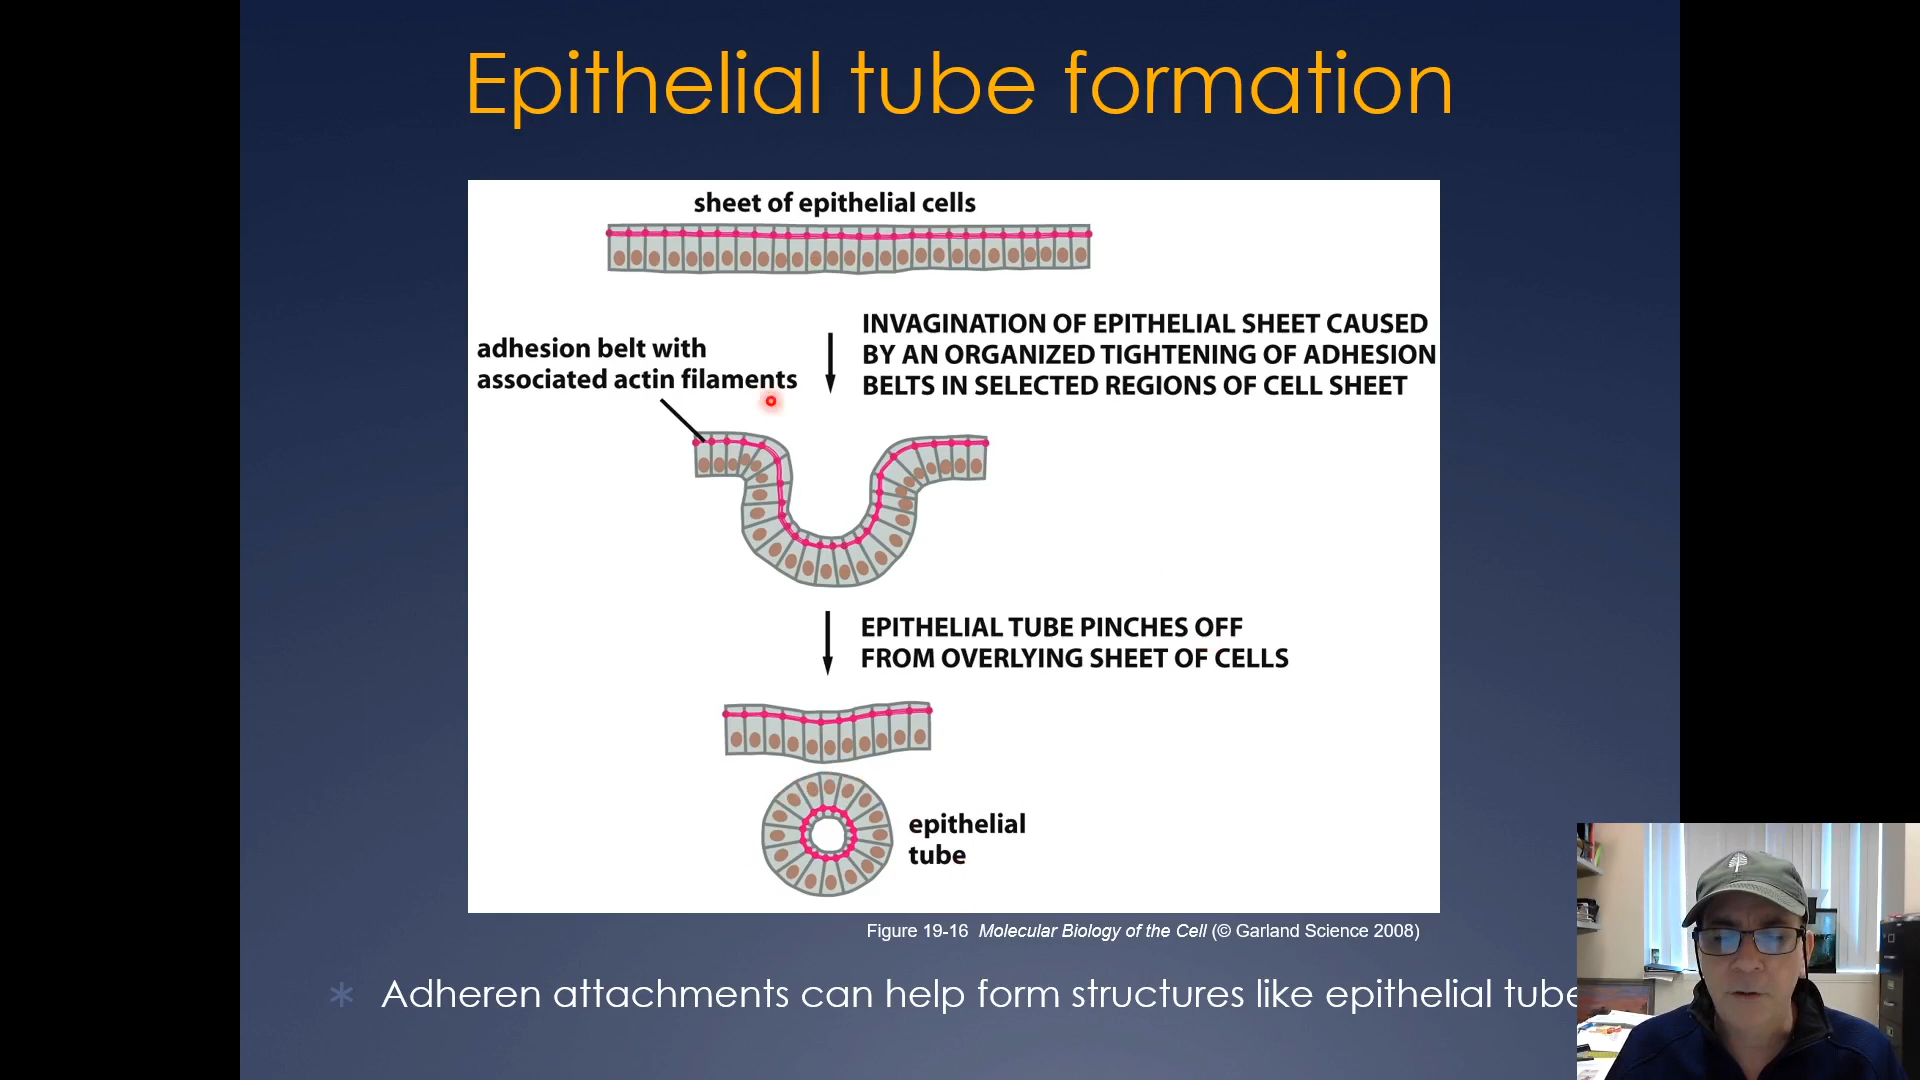 Epithelial tube formation
sheet of epithelial cells
INVAGINATION OF EPITHELIAL SHEET CAUSED
BY AN ORGANIZED TIGHTENING OF ADHESION
BELTS IN SELECTED REGIONS OF CELL SHEET
adhesion belt with
associated actin filaments
EPITHELIAL TUBE PINCHES OFF
FROM OVERLYING SHEET OF CELLS
epithelial
tube
Figure 19-16 Molecular Biology of the Cell (© Garland Science 2008)
* Adheren attachments can help form structures like epithelial tube